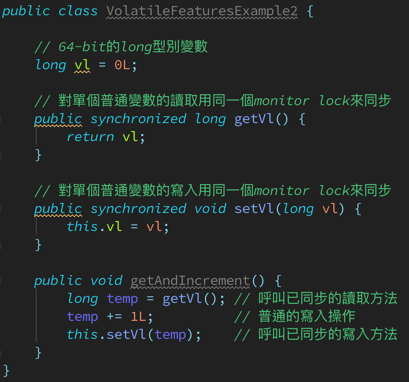 public class VolatileFeaturesExample2 {
// 64-bit的long型別變數
long vl = 0L;
// 對單個普通變數的讀取用同一個monitor lock來同步
public synchronized long getVl() {
return vl;
}
// 對單個普通變數的寫入用同一個monitor lock來同步
public synchronized void setVl(long vl) {
this.vl = vl;
}
public void getAndIncrement() {
long temp = getVl(); // 呼叫已同步的讀取方法
temp += 1L; // 普通的寫入操作
this.setVl(temp); // 呼叫已同步的寫入方法
}
}